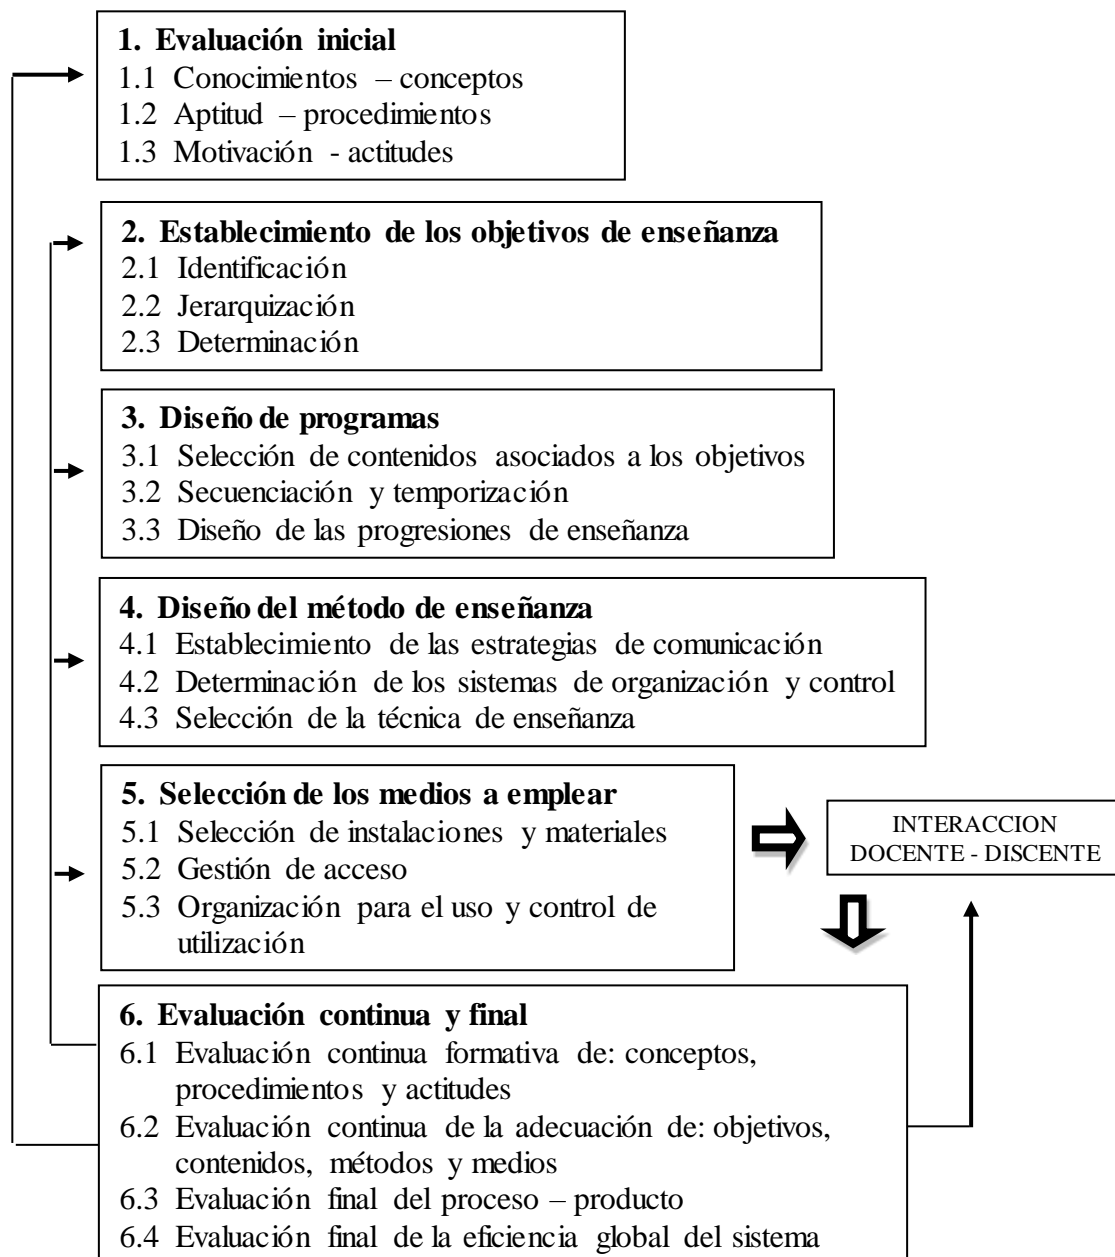 1. Evaluación inicial
1.1 Conocimientos – conceptos
1.2 Aptitud – procedimientos
1.3 Motivación - actitudes
2. Establecimiento de los objetivos de enseñanza
2.1 Identificación
2.2 Jerarquización
2.3 Determinación
3. Diseño de programas
3.1 Selección de contenidos asociados a los objetivos
3.2 Secuenciación y temporización
3.3 Diseño de las progresiones de enseñanza
4. Diseño del método de enseñanza
4.1 Establecimiento de las estrategias de comunicación
4.2 Determinación de los sistemas de organización y control
4.3 Selección de la técnica de enseñanza
5. Selección de los medios a emplear
5.1 Selección de instalaciones y materiales
5.2 Gestión de acceso
5.3 Organización para el uso y control de
utilización
INTERACCION
DOCENTE - DISCENTE
6. Evaluación continua y final
6.1 Evaluación continua formativa de: conceptos,
procedimientos y actitudes
6.2 Evaluación continua de la adecuación de: objetivos,
contenidos, métodos y medios
6.3 Evaluación final del proceso – producto
6.4 Evaluación final de la eficiencia global del sistema